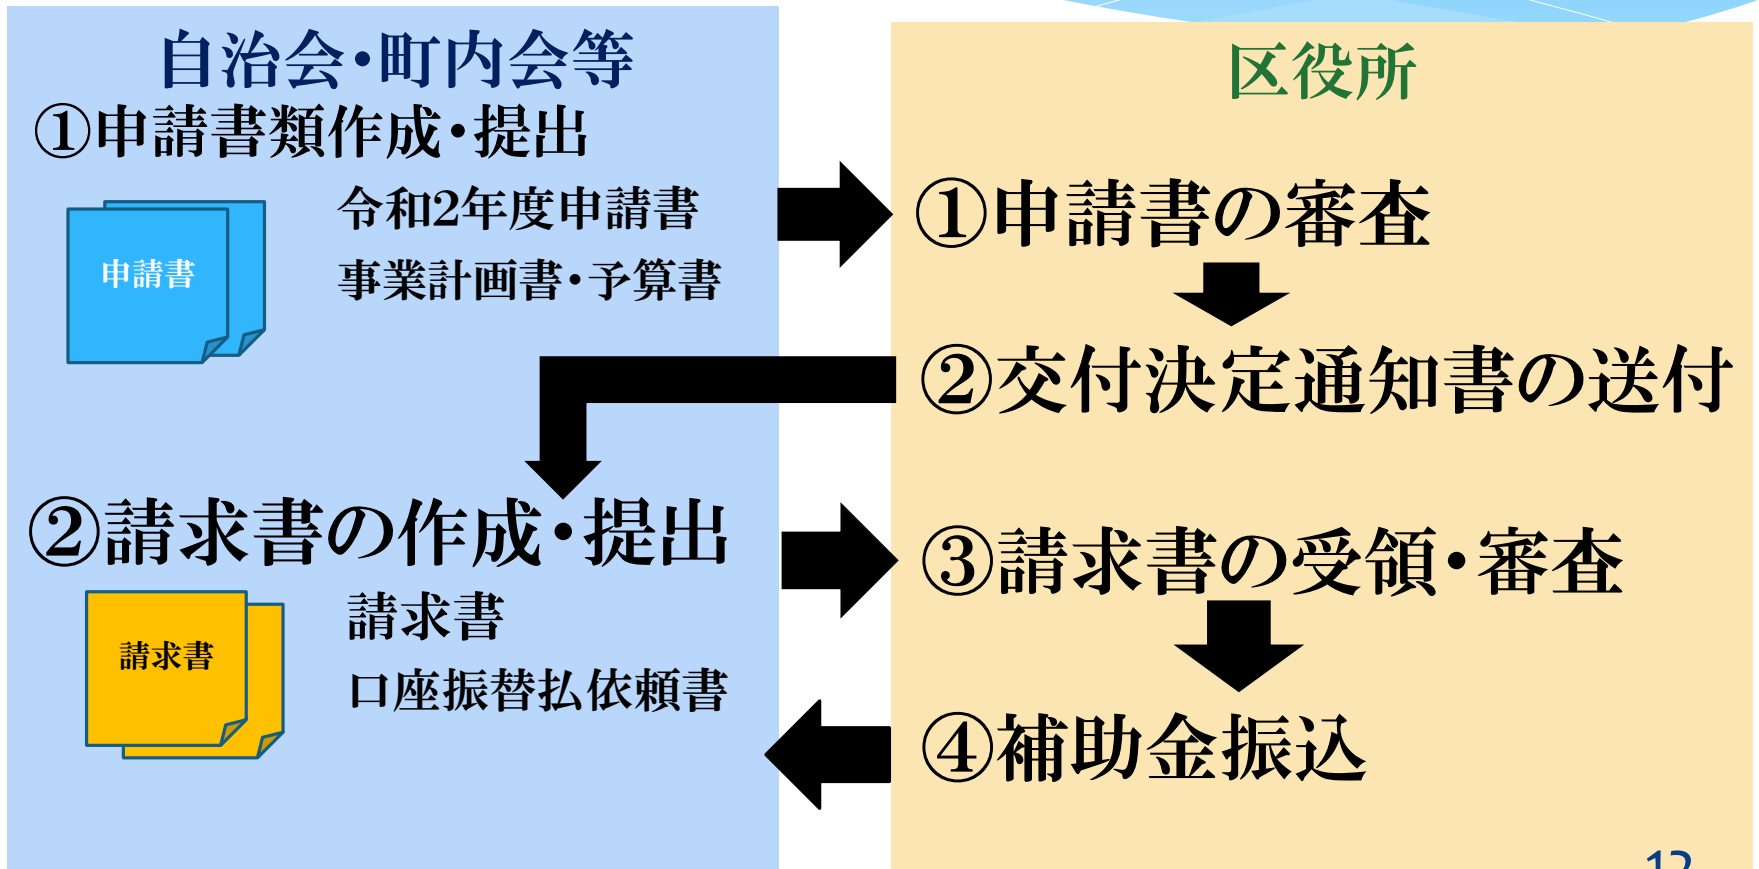 自治会・町内会等
①申請書類作成・提出
令和2年度申請書
事業計画書・予算書
申請書
②請求書の作成・提出
請求書
口座振替払依頼書
請求書
区役所
①申請書の審査
②交付決定通知書の送付
③請求書の受領・審査
④補助金振込
12